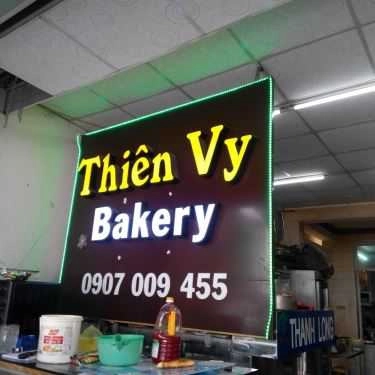 Thiên Vy
Bakery
0907 009 455
THANH LONG